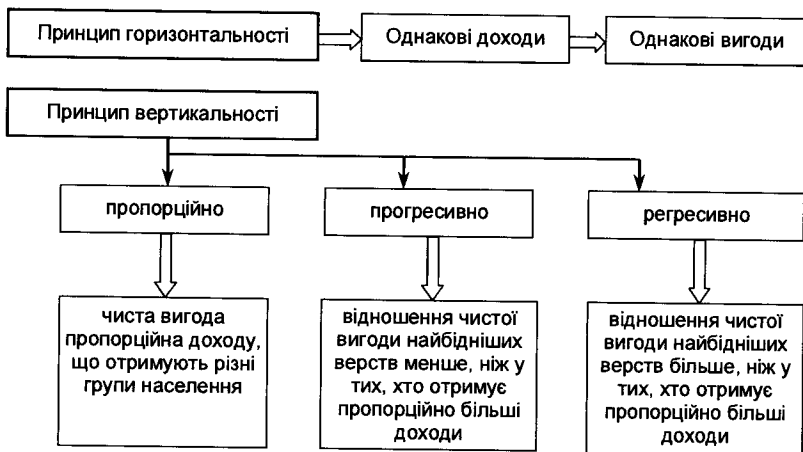 Принцип горизонтальності
Однакові доходи
Однакові вигоди
Принцип вертикальності
пропорційно
прогресивно
регресивно
чиста вигода
пропорційна доходу,
що отримують різні
групи населення
відношення чистої
вигоди найбідніших
верств менше, ніж у
тих, хто отримує
пропорційно більші
доходи
відношення чистої
вигоди найбідніших
верств більше, ніж у
тих, хто отримує
пропорційно більші
доходи